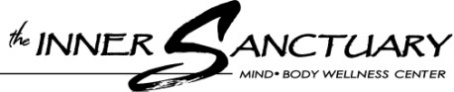 the INNER SANCTUARY
MIND•BODY WELLNESS CENTER